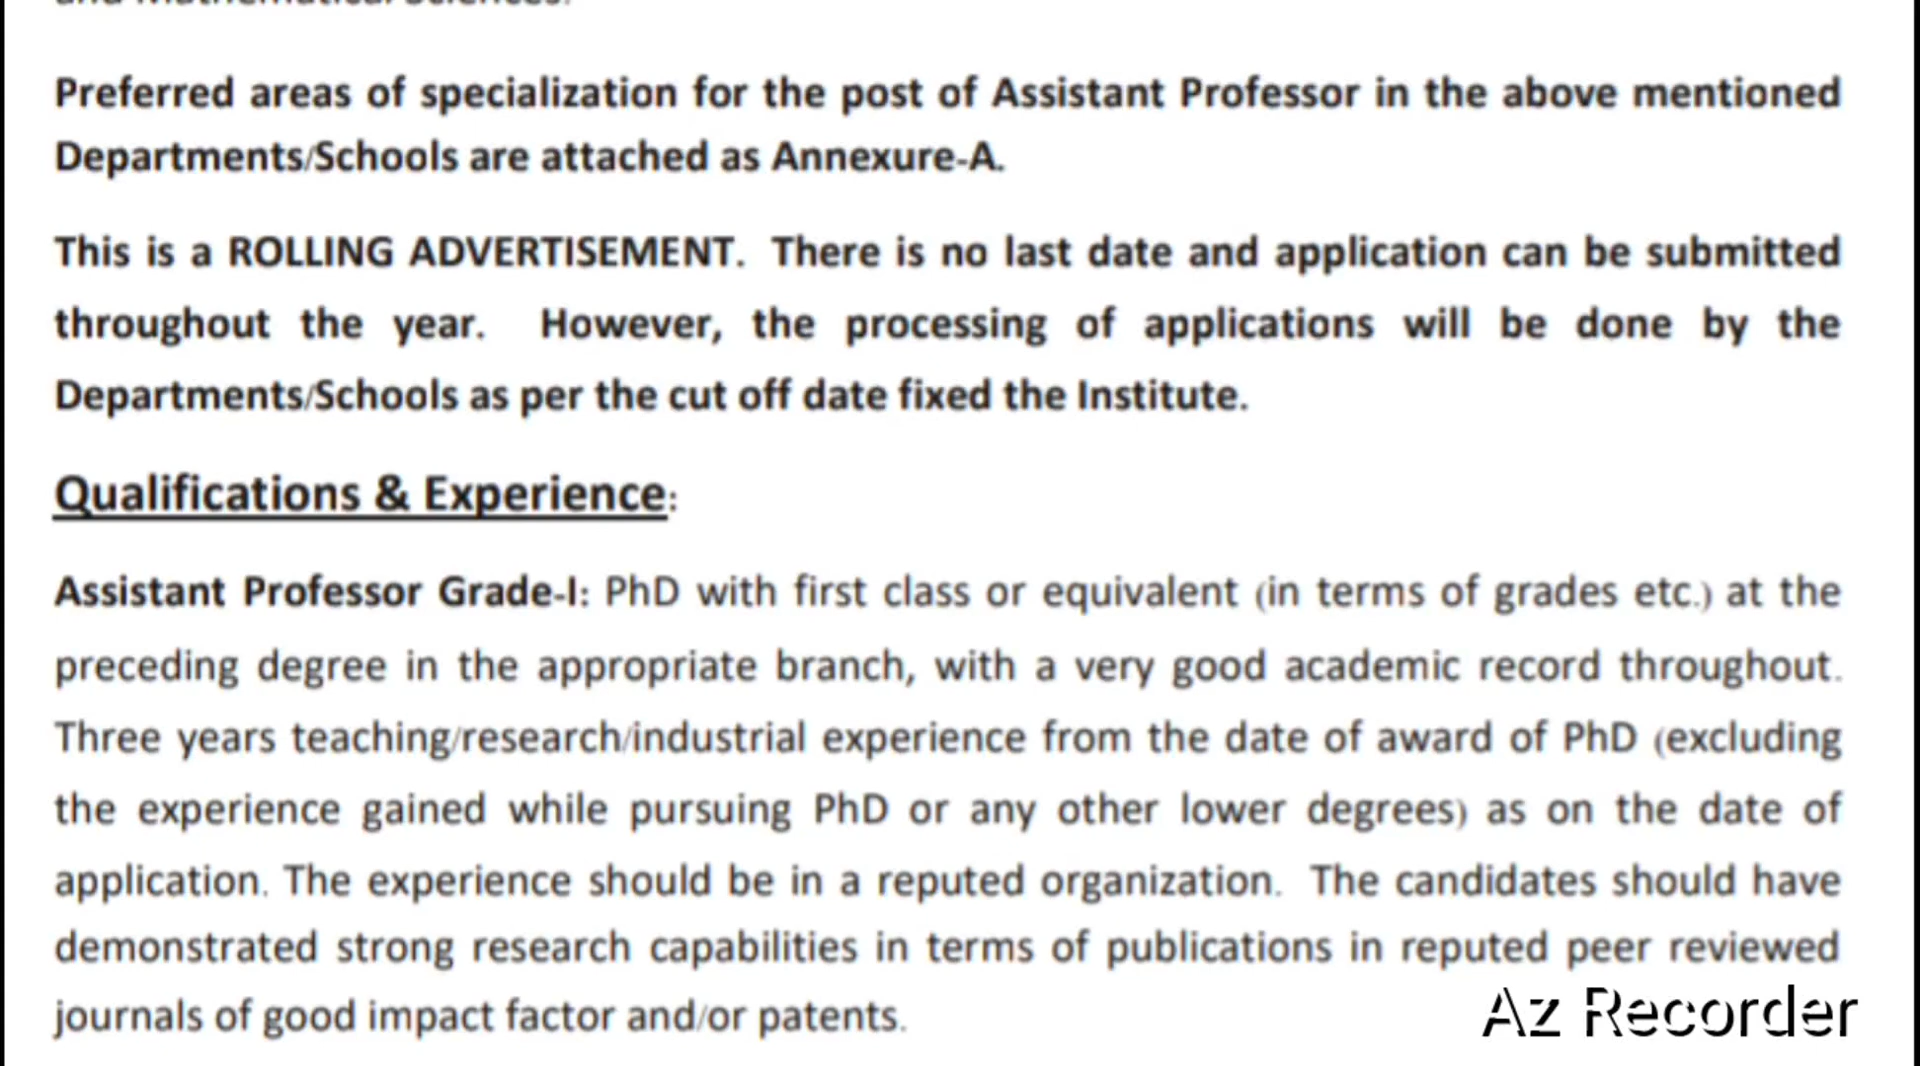 and Mathematical Sciences.
Preferred areas of specialization for the post of Assistant Professor in the above mentioned
Departments/Schools are attached as Annexure-A.
This is a ROLLING ADVERTISEMENT. There is no last date and application can be submitted
throughout the year. However, the processing of applications will be done by the
Departments/Schools as per the cut off date fixed the Institute.
Qualifications & Experience:
Assistant Professor Grade-I: PhD with first class or equivalent (in terms of grades etc.) at the
preceding degree in the appropriate branch, with a very good academic record throughout.
Three years teaching/research/industrial experience from the date of award of PhD (excluding
the experience gained while pursuing PhD or any other lower degrees) as on the date of
application. The experience should be in a reputed organization. The candidates should have
demonstrated strong research capabilities in terms of publications in reputed peer reviewed
journals of good impact factor and/or patents.
Az Recorder